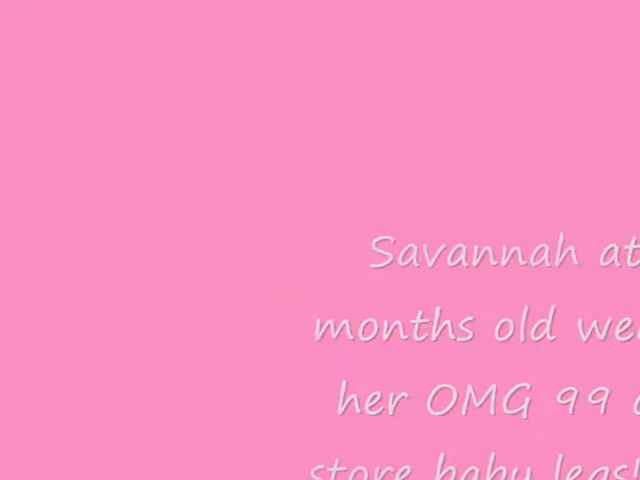 Savannah at
months old
her OMG 99
store baby legs!